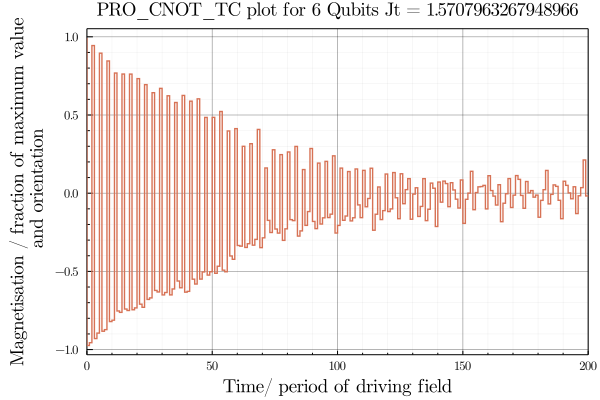 PRO_CNOT_TC plot for 6 Qubits Jt = 1.5707963267948966
Magnetisation / fraction of maximum value
and orientation
1.0
0.5
0.0
−0.5
−1.0
0 50 100 150 200
Time/ period of driving field